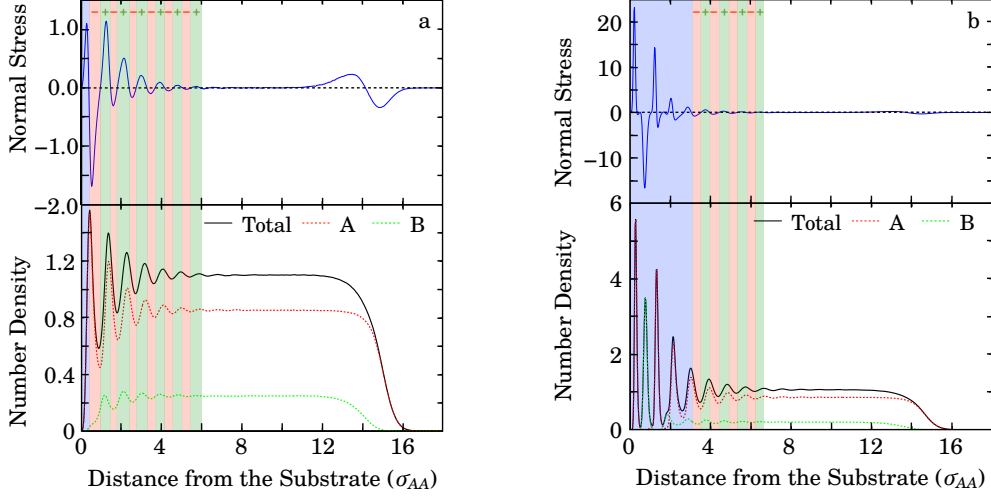 − + − + − + − + − + − +
a
1.0
0.0
−1.0
−2.0
Normal Stress
Total A B
1.2
0.8
0.4
0
Number Density
0 4 8 12 16
Distance from the Substrate (σAA)
− + − + − + − +
b
20
10
0
−10
Normal Stress
6
Total A B
4
2
0
Number Density
0 4 8 12 16
Distance from the Substrate (σAA)